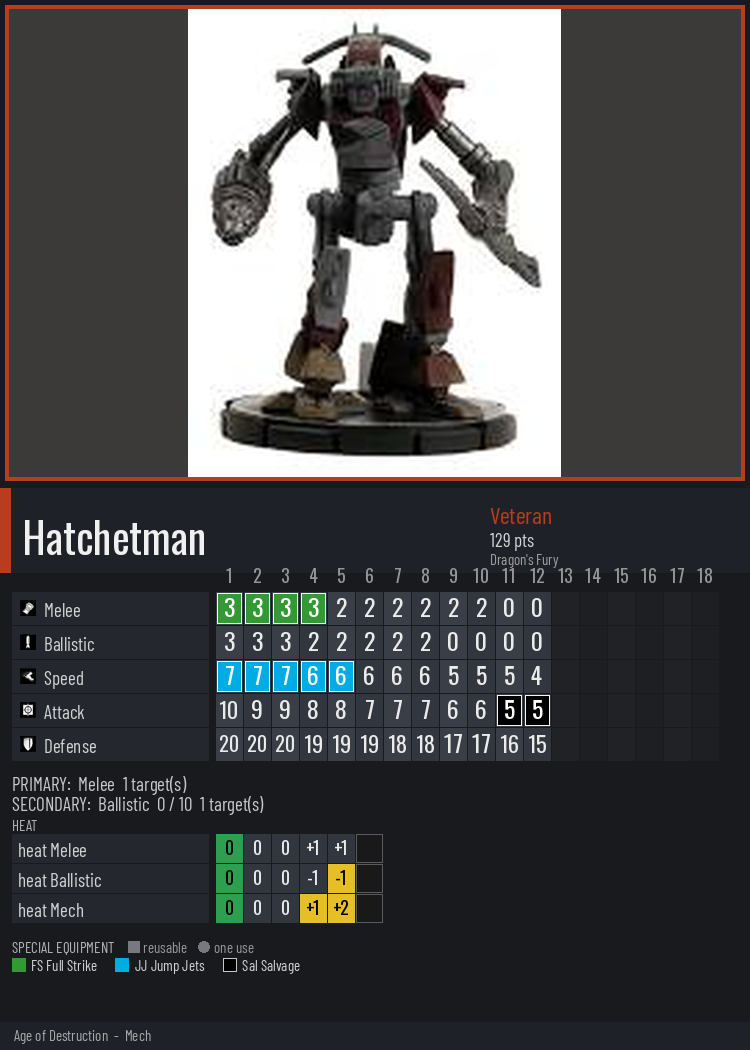 Hatchetman
Veteran
129 pts
Dragon's Fury
1 2 3 4 5 6 7 8 9 10 11 12 13 14 15 16 17 18
Melee 3 3 3 3 2 2 2 2 2 2 0 0
Ballistic 3 3 3 2 2 2 2 2 0 0 0 0
Speed 7 7 7 6 6 6 6 6 5 5 5 4
Attack 10 9 9 8 8 7 7 7 6 6 5 5
Defense 20 20 20 19 19 19 18 18 17 17 16 15
PRIMARY: Melee 1 target(s)
SECONDARY: Ballistic 0 / 10 1 target(s)
HEAT
heat Melee 0 0 0 +1 +1
heat Ballistic 0 0 0 -1 -1
heat Mech 0 0 0 +1 +2
SPECIAL EQUIPMENT reusable one use
FS Full Strike JJ Jump Jets Sal Salvage
Age of Destruction - Mech